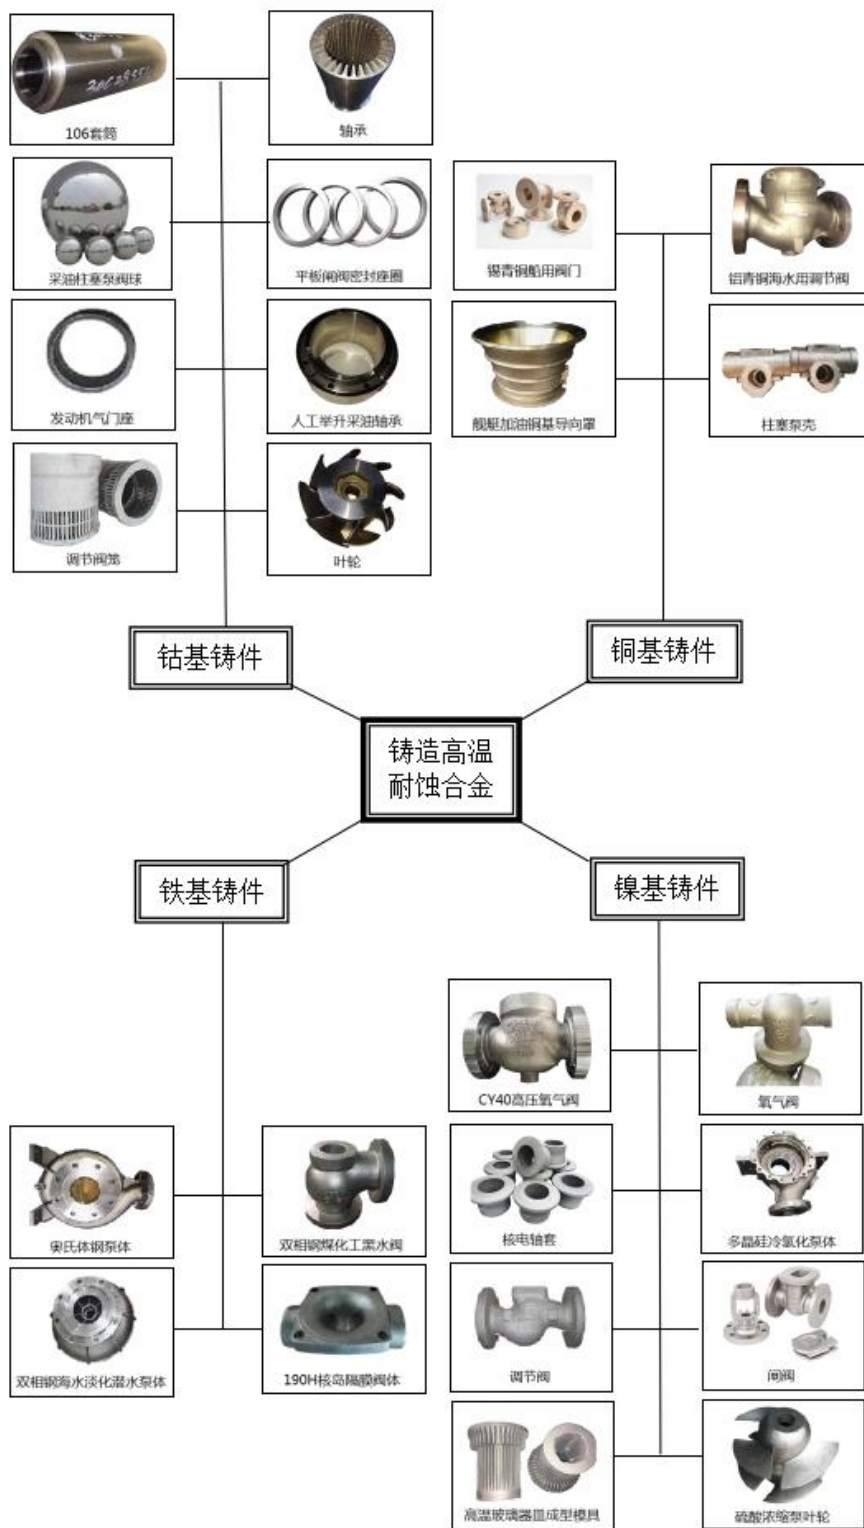 106套筒
轴承
采油柱塞泵阀球
平板闸阀密封座圈
锡青铜船用阀门
铝青铜海水用调节阀
发动机气门座
人工举升采油轴承
舰艇加油铜基导向罩
柱塞泵壳
调节阀笼
叶轮
钴基铸件
铜基铸件
铸造高温
耐蚀合金
铁基铸件
镍基铸件
CY40高压氧气阀
氧气阀
奥氏体钢泵体
双相钢煤化工黑水阀
核电轴套
多晶硅冷氢化泵体
双相钢海水淡化潜水泵体
190H核岛隔膜阀体
调节阀
闸阀
高温玻璃器皿成型模具
硫酸浓缩泵叶轮